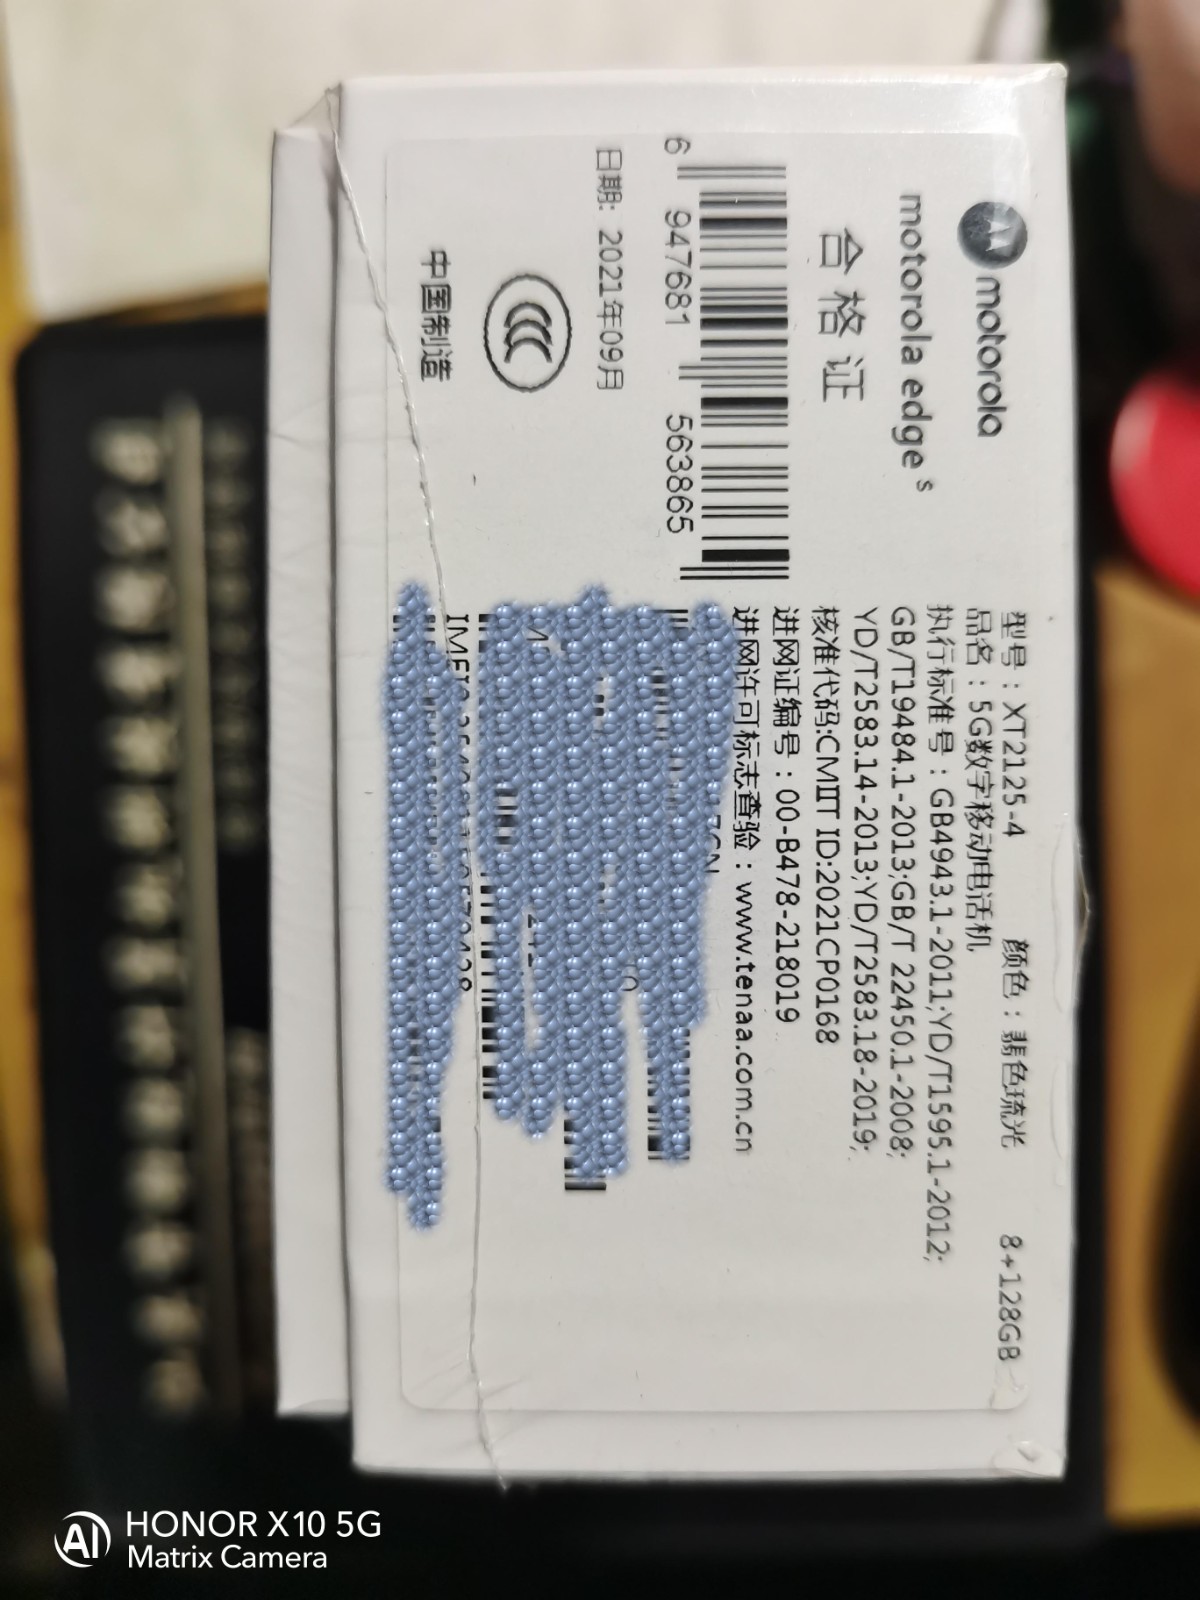 motorola
motorola edge s
合格证
6 947681 563865
日期: 2021年09月
中国制造
型号：XT2125-4 颜色：翡色琉光 8+128GB
品名：5G数字移动电话机
执行标准号：GB4943.1-2011;YD/T1595.1-2012;
GB/T19484.1-2013;GB/T 22450.1-2008;
YD/T2583.14-2013;YD/T2583.18-2019;
核准代码:CMIIT ID:2021CP0168
进网证编号：00-B478-218019
进网许可标志查验：www.tenaa.com.cn
HONOR X10 5G
Matrix Camera